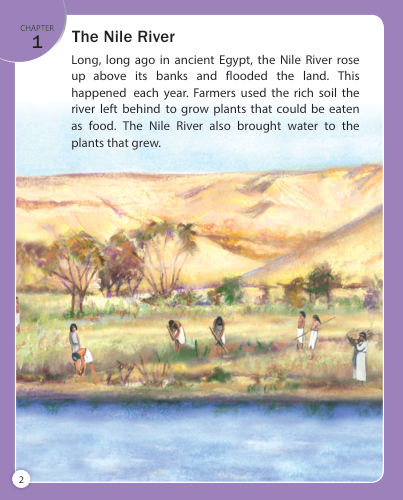 CHAPTER
1
The Nile River
Long, long ago in ancient Egypt, the Nile River rose
up above its banks and flooded the land. This
happened each year. Farmers used the rich soil the
river left behind to grow plants that could be eaten
as food. The Nile River also brought water to the
plants that grew.
2